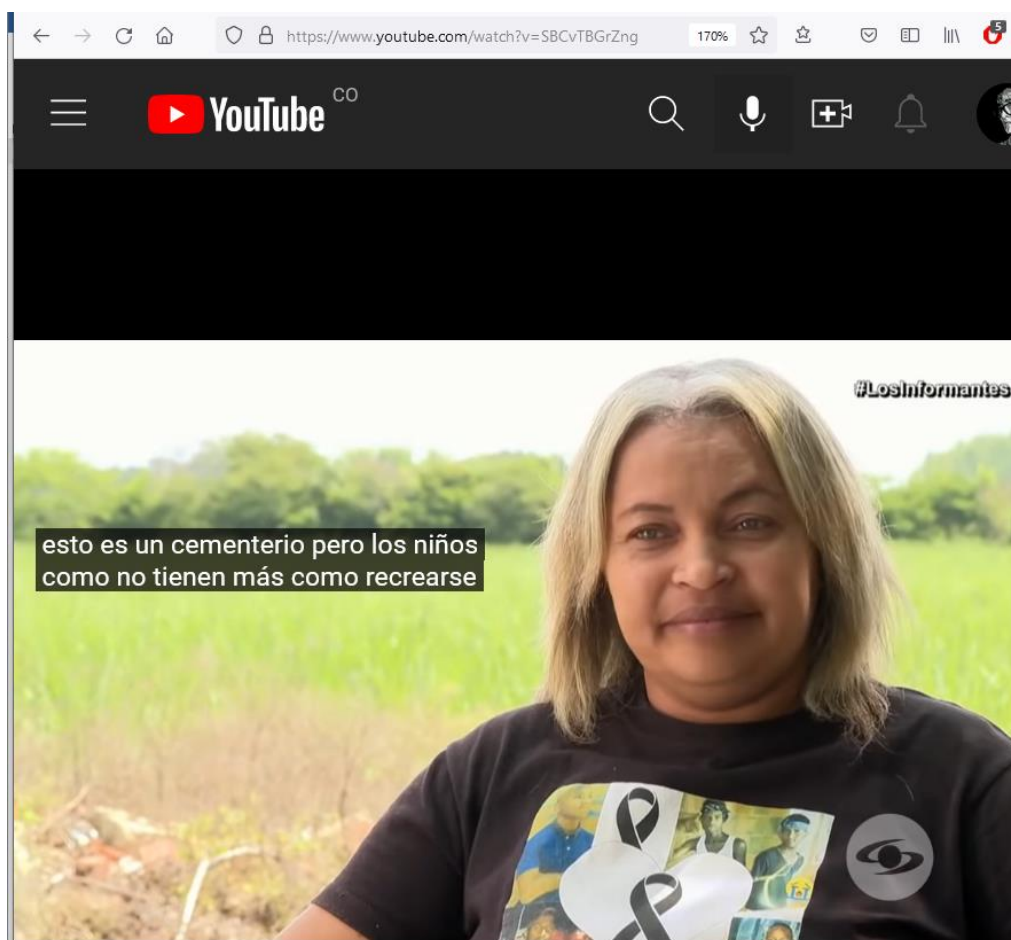 https://www.youtube.com/watch?v=SBCvTBGrZng
170%
5
YouTube CO
#LosInformantes
esto es un cementerio pero los niños
como no tienen más como recrearse